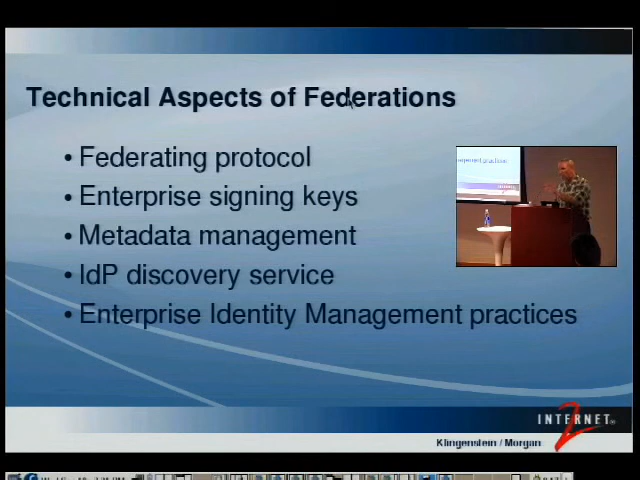 Technical Aspects of Federations
• Federating protocol
• Enterprise signing keys
• Metadata management
• IdP discovery service
• Enterprise Identity Management practices
INTERNET
2
®
Klingenstein / Morgan